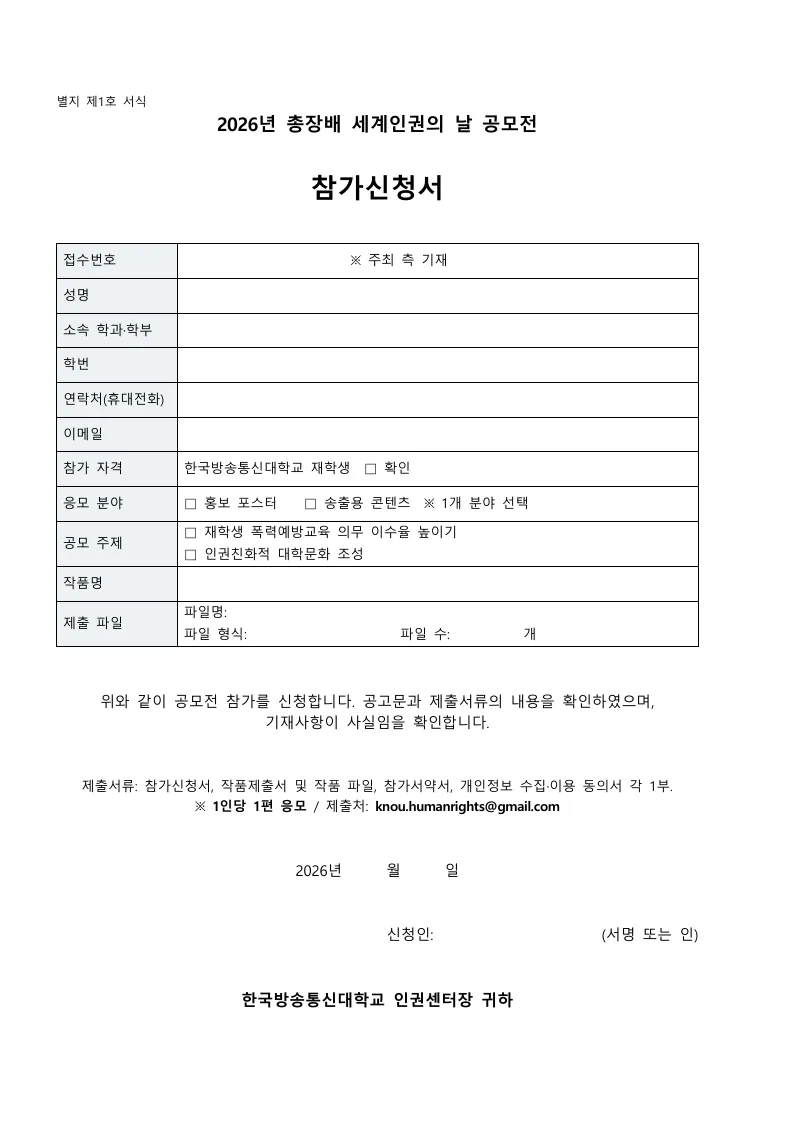 별지 제1호 서식
2026년 총장배 세계인권의 날 공모전
참가신청서
접수번호 ※ 주최 측 기재
성명
소속 학과·학부
학번
연락처(휴대전화)
이메일
참가 자격 한국방송통신대학교 재학생 □ 확인
응모 분야 □ 홍보 포스터 □ 송출용 콘텐츠 ※ 1개 분야 선택
공모 주제 □ 재학생 폭력예방교육 의무 이수율 높이기
□ 인권친화적 대학문화 조성
작품명
제출 파일 파일명:
파일 형식: 파일 수: 개
위와 같이 공모전 참가를 신청합니다. 공고문과 제출서류의 내용을 확인하였으며,
기재사항이 사실임을 확인합니다.
제출서류: 참가신청서, 작품제출서 및 작품 파일, 참가서약서, 개인정보 수집·이용 동의서 각 1부.
※ 1인당 1편 응모 / 제출처: knou.humanrights@gmail.com
2026년 월 일
신청인: (서명 또는 인)
한국방송통신대학교 인권센터장 귀하